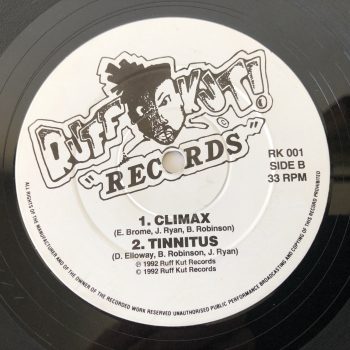 RUFF KUT!
"RECORDS"
RK 001
SIDE B
33 RPM
1. CLIMAX
(E. Brome, J. Ryan, B. Robinson)
2. TINNITUS
(D. Elloway, B. Robinson, J. Ryan)
℗ 1992 Ruff Kut Records
© 1992 Ruff Kut Records
ALL RIGHTS OF THE MANUFACTURER AND OF THE OWNER OF THE RECORDED WORK RESERVED UNAUTHORISED PUBLIC PERFORMANCE BROADCASTING AND COPYING OF THIS RECORD PROHIBITED